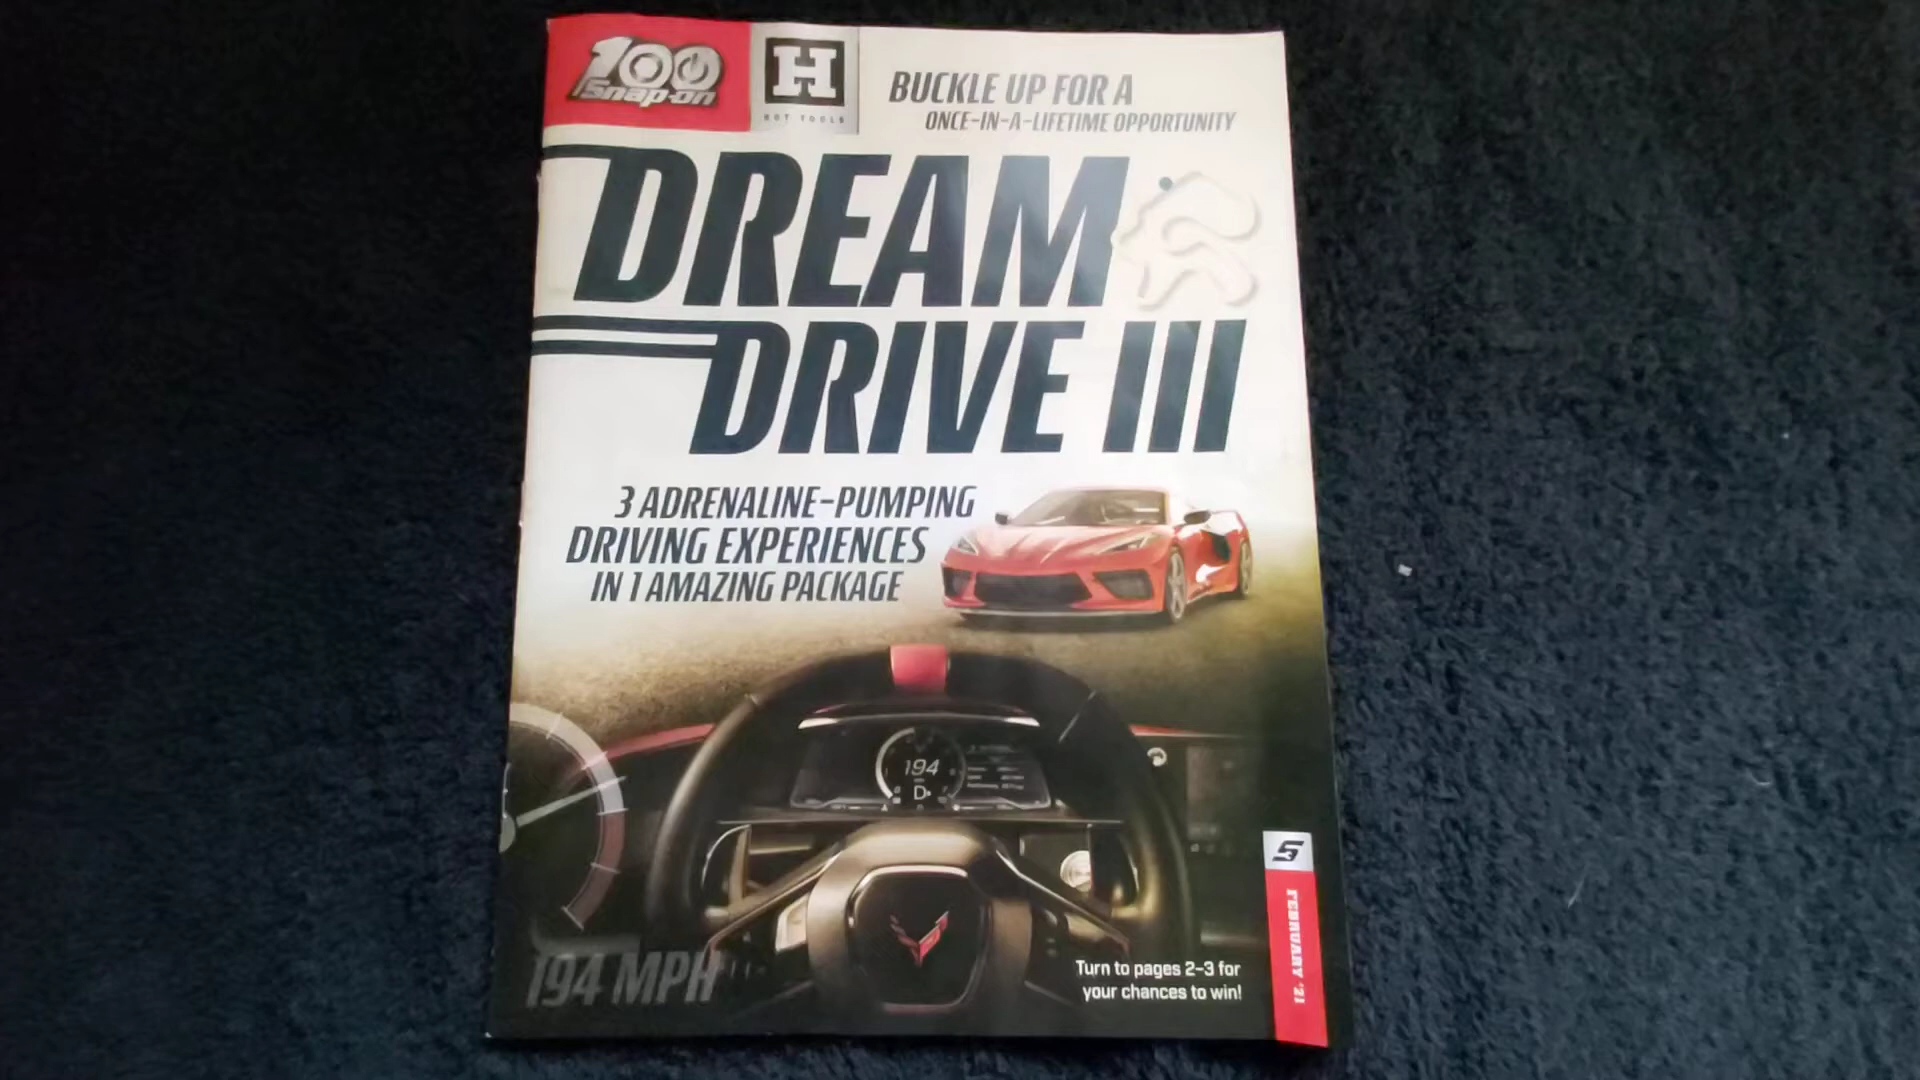 100
Snap-on
H
HOT TOOLS
BUCKLE UP FOR A
ONCE-IN-A-LIFETIME OPPORTUNITY
DREAM
DRIVE III
3 ADRENALINE-PUMPING
DRIVING EXPERIENCES
IN 1 AMAZING PACKAGE
194
D
194 MPH
Turn to pages 2-3 for
your chances to win!
S
FEBRUARY '21